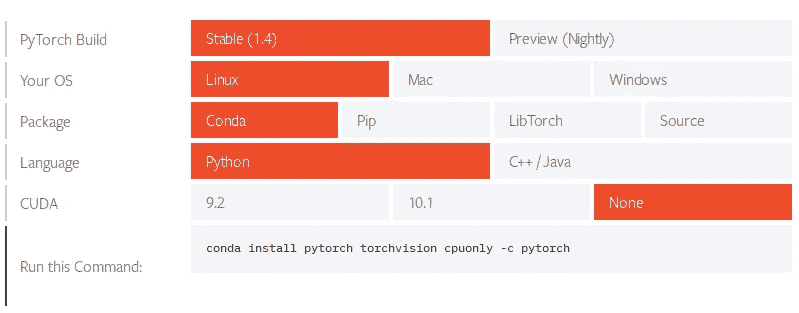 PyTorch Build Stable (1.4) Preview (Nightly)
Your OS Linux Mac Windows
Package Conda Pip LibTorch Source
Language Python C++ / Java
CUDA 9.2 10.1 None
Run this Command: conda install pytorch torchvision cpuonly -c pytorch